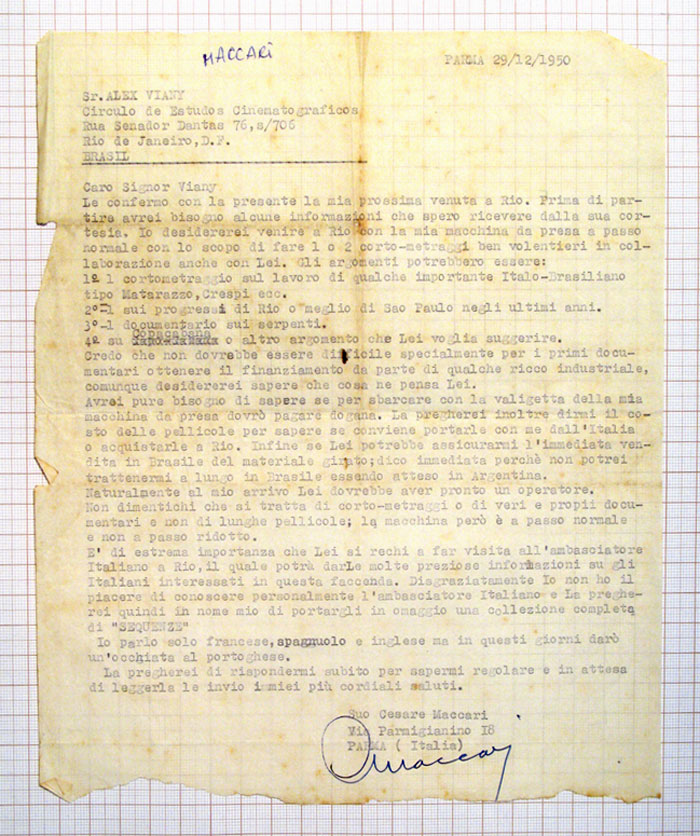 MACCARI
PARMA 29/12/1950
Sr.ALEX VIANY
Circulo de Estudos Cinematograficos
Rua Senador Dantas 76,s/706
Rio de Janeiro,D.F.
BRASIL
Caro Signor Viany
Le confermo con la presente la mia prossima venuta a Rio. Prima di par-
tire avrei bisogno alcune informazioni che spero ricevere dalla sua cor-
tesia. Io desidererei venire a Rio con la mia macchina da presa a passo
normale con lo scopo di fare 1 o 2 corto-metraggi ben volentieri in col-
laborazione anche con Lei. Gli argomenti potrebbero essere:
1º 1 cortometraggio sul lavoro di qualche importante Italo-Brasiliano
tipo Matarazzo,Crespi ecc.
2º-1 sui progressi di Rio o meglio di Sao Paulo negli ultimi anni.
3º-1 documentario sui serpenti.
Copacabana
4º su o altro argomento che Lei voglia suggerire.
Credo che non dovrebbe essere difficile specialmente per i primi docu-
mentari ottenere il finanziamento da parte di qualche ricco industriale,
comunque desidererei sapere che cosa ne pensa Lei.
Avrei pure bisogno di sapere se per sbarcare con la valigetta della mia
macchina da presa dovrò pagare dogana. La pregherei inoltre dirmi il co-
sto delle pellicole per sapere se conviene portarle con me dall'Italia
o acquistarle a Rio. Infine se Lei potrebbe assicurarmi l'immediata ven-
dita in Brasile del materiale girato;dico immediata perchè non potrei
trattenermi a lungo in Brasile essendo atteso in Argentina.
Naturalmente al mio arrivo Lei dovrebbe aver pronto un operatore.
Non dimentichi che si tratta di corto-metraggi o di veri e propii docu-
mentari e non di lunghe pellicole; la macchina però è a passo normale
e non a passo ridotto.
E' di estrema importanza che Lei si rechi a far visita all'ambasciatore
Italiano a Rio,il quale potrà darLe molte preziose informazioni su gli
Italiani interessati in questa faccenda. Disgraziatamente Io non ho il
piacere di conoscere personalmente l'ambasciatore Italiano e La preghe-
rei quindi in nome mio di portargli in omaggio una collezione completa
di "SEQUENZE"
Io parlo solo francese,spagnuolo e inglese ma in questi giorni darò
un'occhiata al portoghese.
La pregherei di rispondermi subito per sapermi regolare e in attesa
di leggerla le invio i miei più cordiali saluti.
Suo Cesare Maccari
Via Parmigianino 18
PARMA ( Italia)
CMaccari